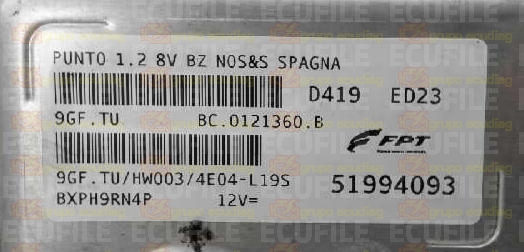 PUNTO 1.2 8V BZ NOS&S SPAGNA
D419 ED23
9GF.TU BC.0121360.B
FPT
9GF.TU/HW003/4E04-L19S 51994093
BXPH9RN4P 12V=
ECUFILE